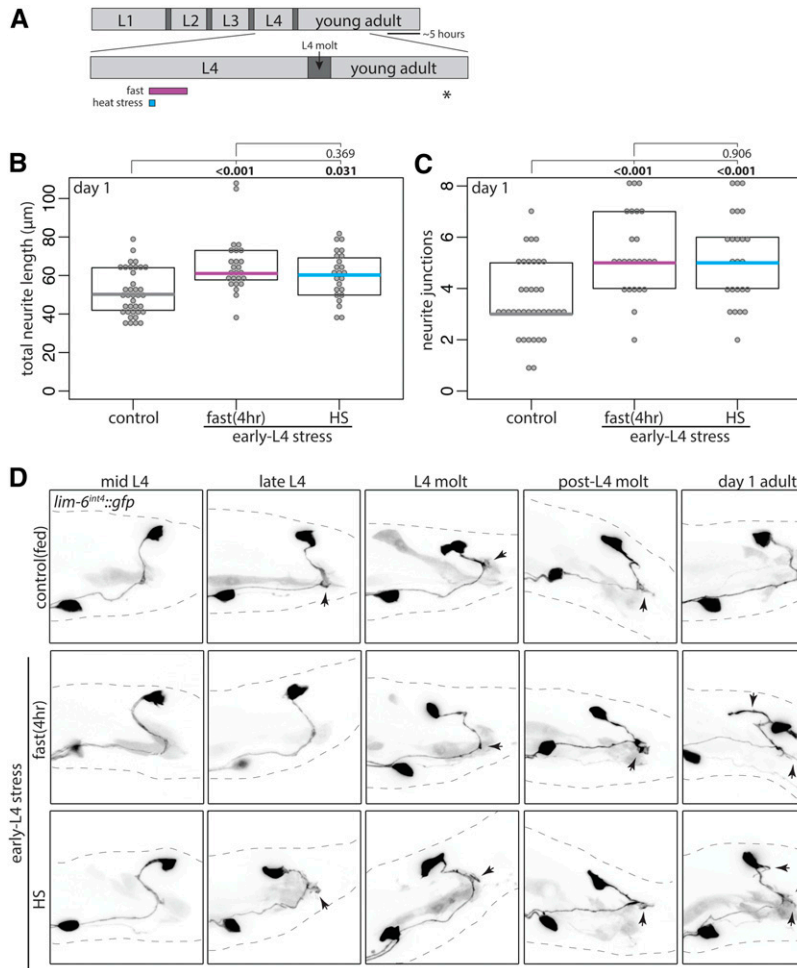 A
L1 L2 L3 L4 young adult
~5 hours
L4 molt
L4 young adult
fast
heat stress
*
B
0.369
<0.001 0.031
day 1
total neurite length (μm)
100
80
60
40
20
0
control fast(4hr) HS
early-L4 stress
C
0.906
<0.001 <0.001
day 1
neurite junctions
8
6
4
2
0
control fast(4hr) HS
early-L4 stress
D
mid L4 late L4 L4 molt post-L4 molt day 1 adult
lim-6int4::gfp
control(fed)
early-L4 stress
fast(4hr)
HS